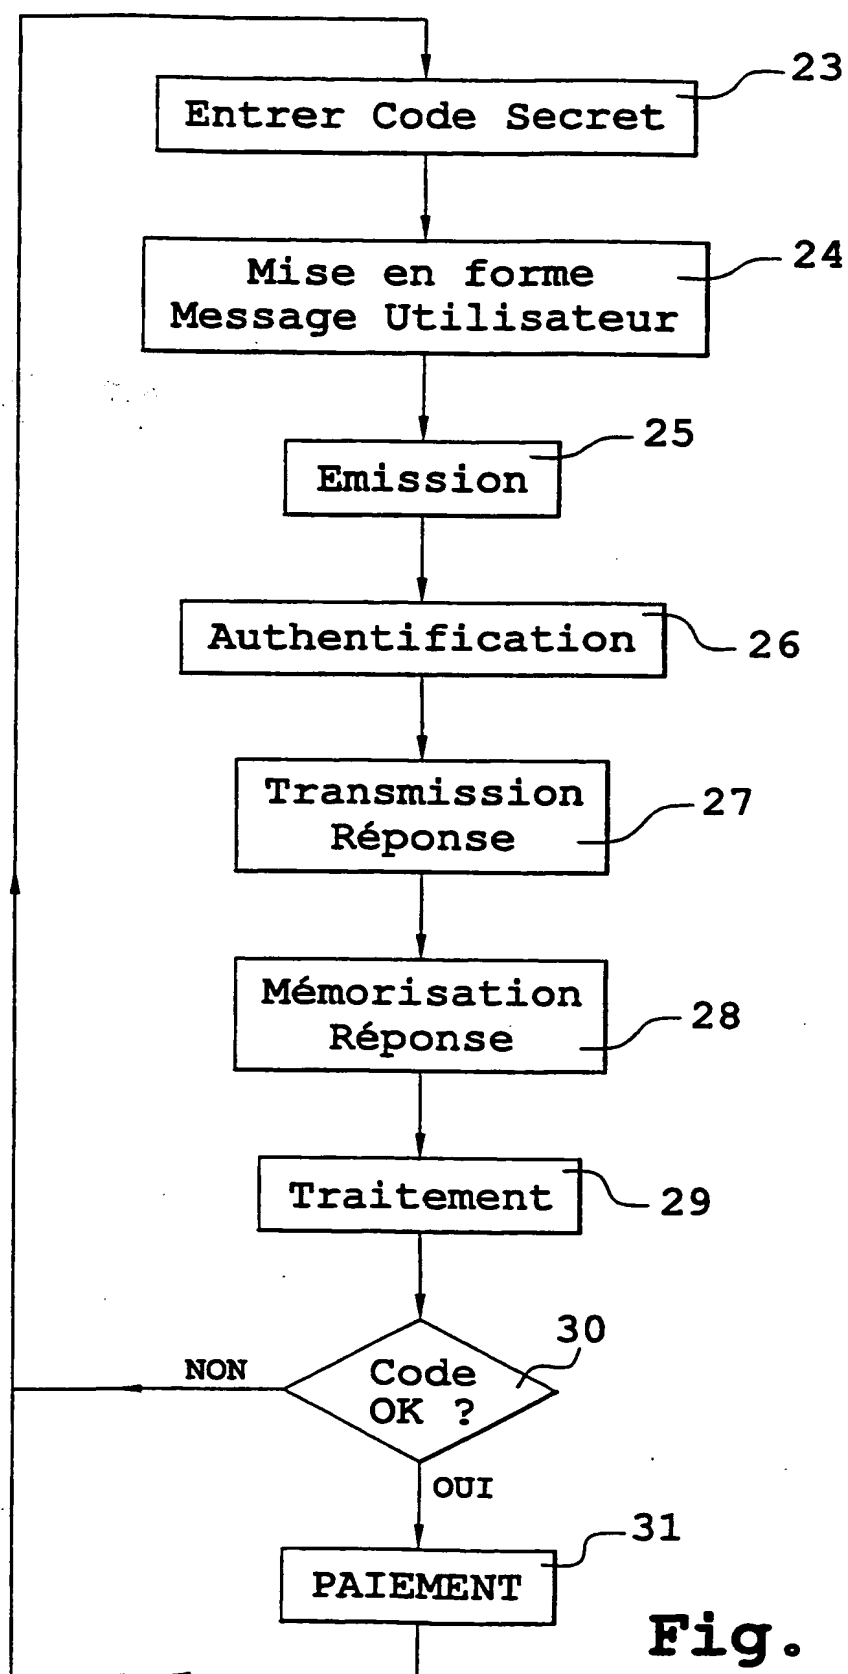 23
Entrer Code Secret
24
Mise en forme
Message Utilisateur
25
Emission
Authentification
26
Transmission
27
Réponse
Mémorisation
28
Réponse
Traitement
29
30
NON
Code
OK ?
OUI
31
PAIEMENT
Fig.